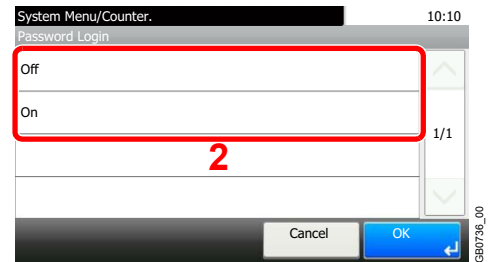 System Menu/Counter.
10:10
Password Login
Off
On
1/1
2
Cancel
OK
GB0736_00